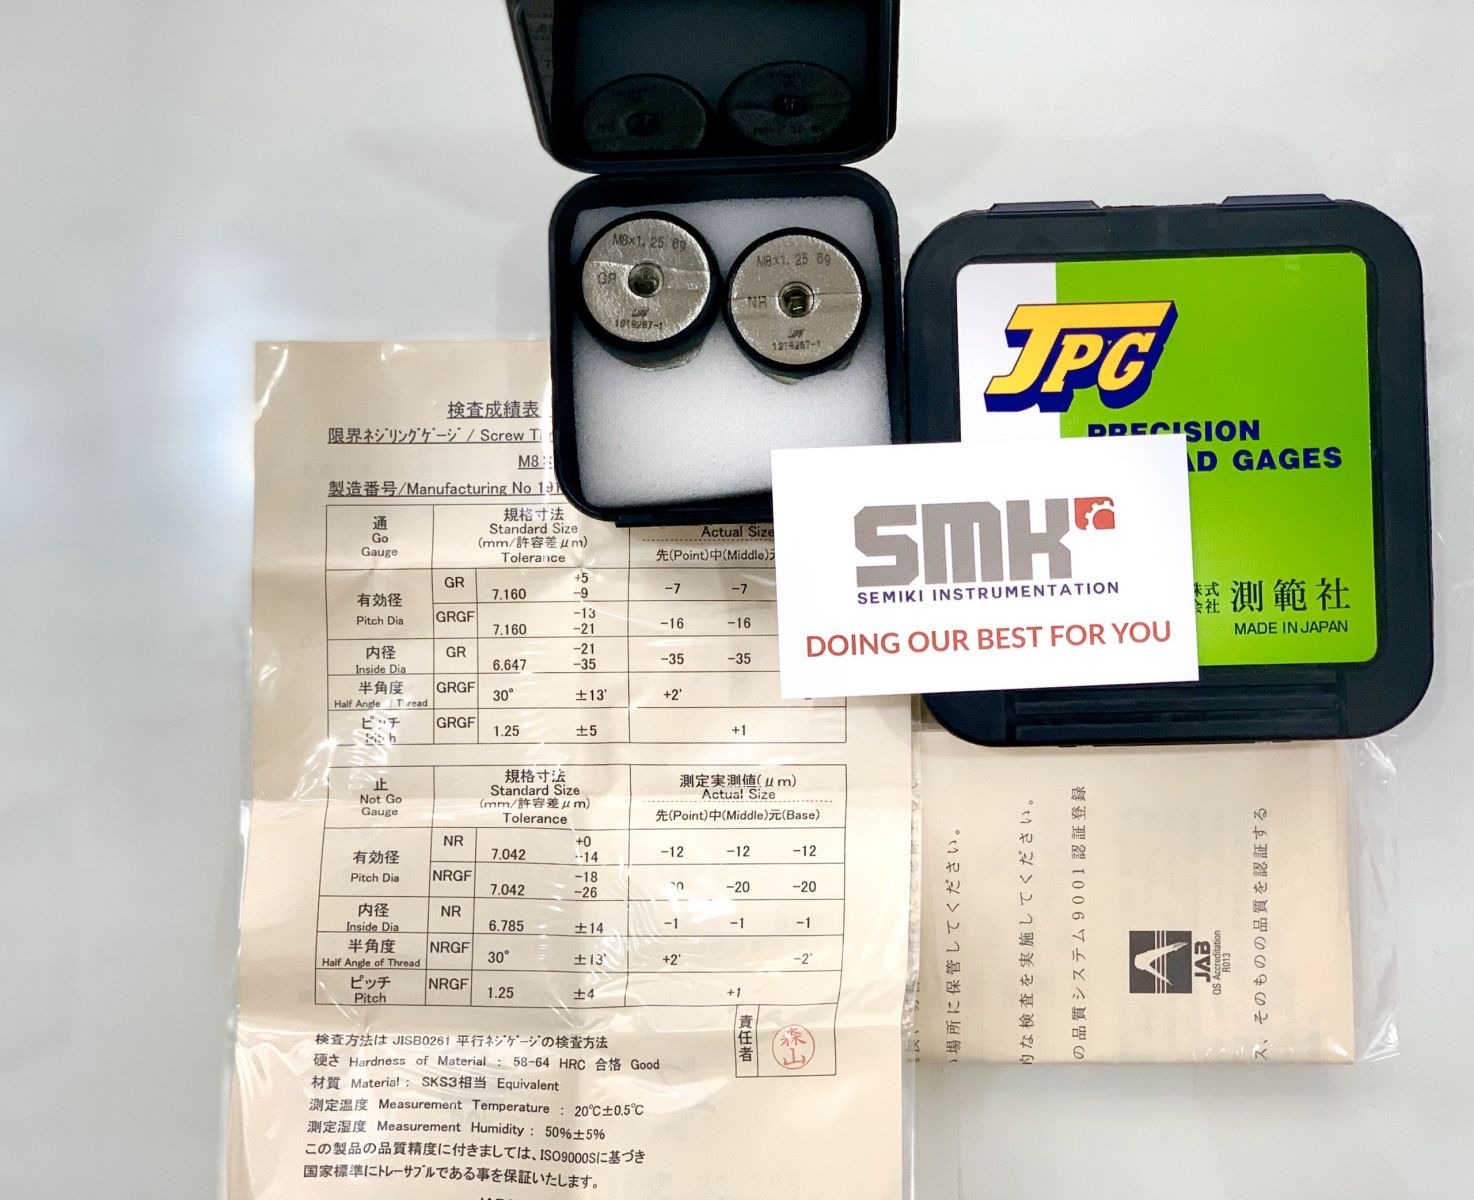 M8×1.25 6g
GR
JPG
M8×1.25 6g
NR
JPG
JPG
PRECISION
GAGES
株式
会社 測範社
MADE IN JAPAN
SMK
SEMIKI INSTRUMENTATION
DOING OUR BEST FOR YOU
検査成績表
限界ネジリングゲージ / Screw
M8
製造番号/Manufacturing No
通
Go
Gauge
規格寸法
Standard Size
(mm/許容差μm)
Tolerance
Actual Size
先(Point)中(Middle)元
有効径
Pitch Dia
GR 7.160 +5 -9 -7 -7
GRGF 7.160 -13 -21 -16 -16
内径
Inside Dia
GR 6.647 -21 -35 -35 -35
半角度
Half Angle of Thread
GRGF 30° ±13' +2'
ピッチ
Pitch
GRGF 1.25 ±5 +1
止
Not Go
Gauge
規格寸法
Standard Size
(mm/許容差μm)
Tolerance
測定実測値(μm)
Actual Size
先(Point)中(Middle)元(Base)
有効径
Pitch Dia
NR 7.042 +0 -14 -12 -12 -12
NRGF 7.042 -18 -26 -20 -20
内径
Inside Dia
NR 6.785 ±14 -1 -1 -1
半角度
Half Angle of Thread
NRGF 30° ±13' +2' -2'
ピッチ
Pitch
NRGF 1.25 ±4 +1
責任者
森山
検査方法は JISB0261 平行ネジゲージの検査方法
硬さ Hardness of Material : 58-64 HRC 合格 Good
材質 Material : SKS3相当 Equivalent
測定温度 Measurement Temperature : 20℃±0.5℃
測定湿度 Measurement Humidity : 50%±5%
この製品の品質精度に付きましては、ISO9000Sに基づき
国家標準にトレーサブルである事を保証いたします。
ス、そのものの品質を認証する
の品質システム9001認証登録
的な検査を実施してください。
場所に保管してください。
JAB
QS Accreditation
R013